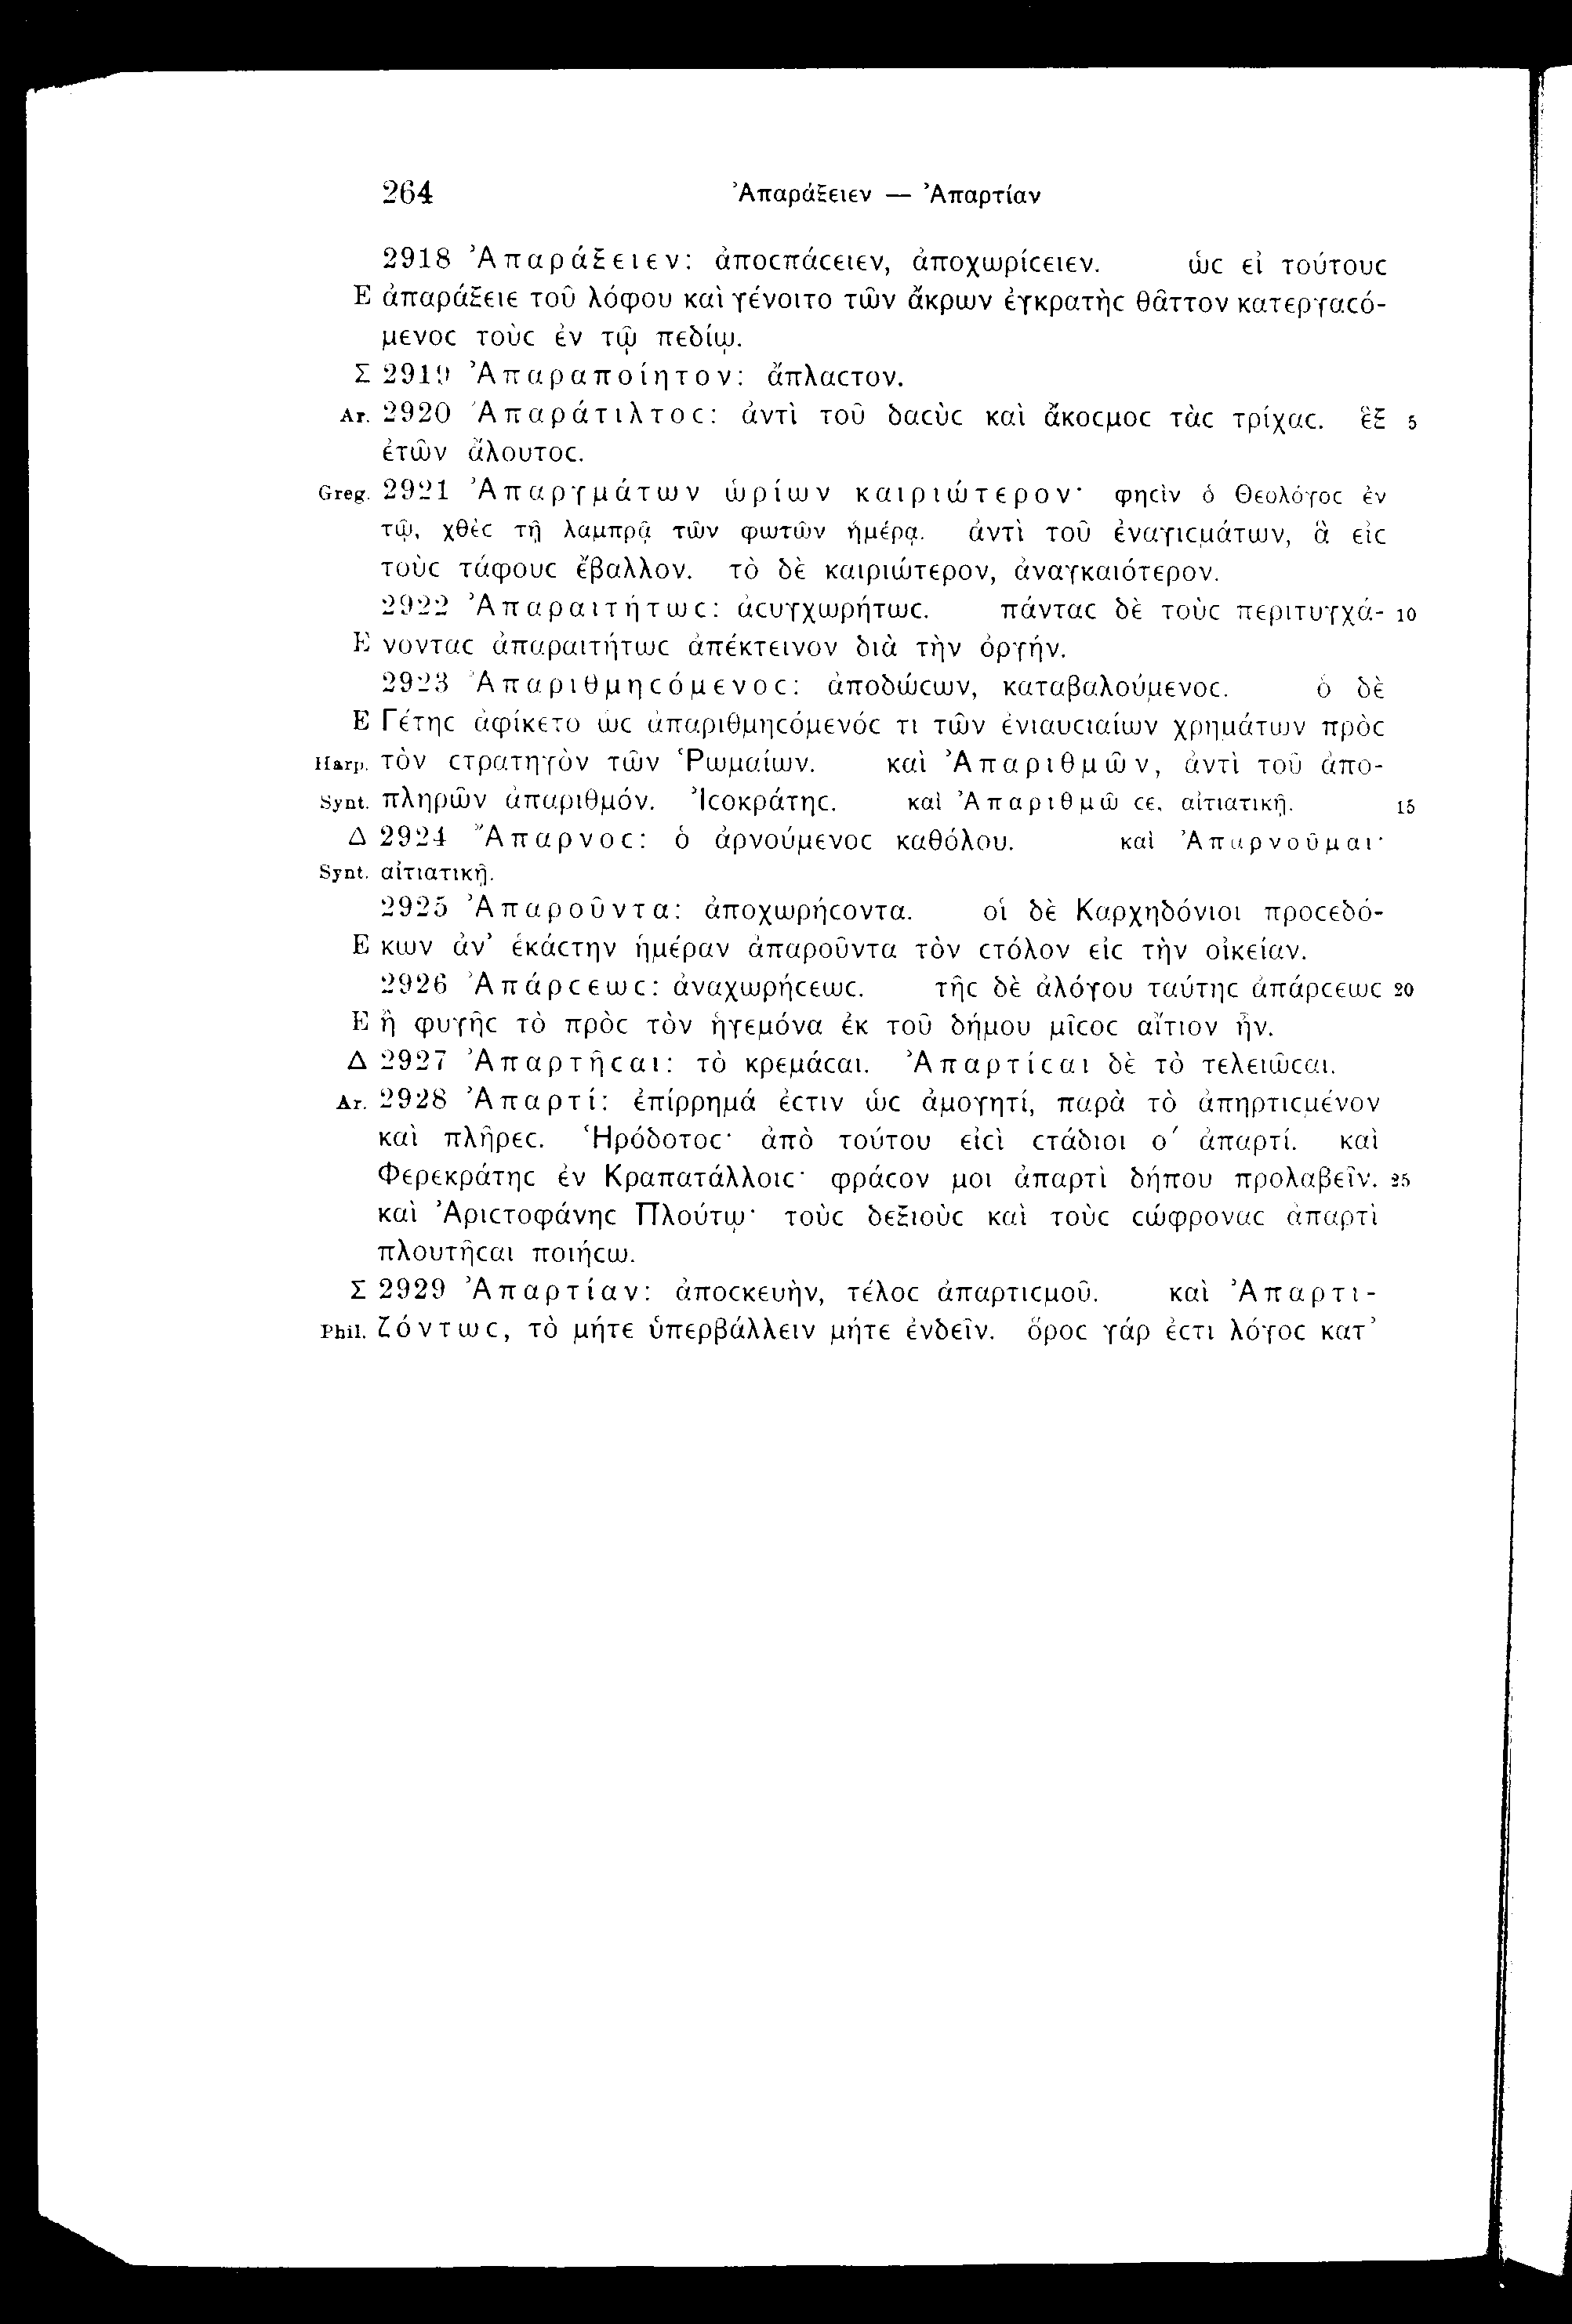 264 Ἀπαράξειεν — Ἀπαρτίαν
2918 Ἀπαράξειεν: ἀποσπάσειεν, ἀποχωρίσειεν. ὡς εἰ τούτους
E ἀπαράξειε τοῦ λόφου καὶ γένοιτο τῶν ἄκρων ἐγκρατὴς θᾶττον κατεργασό-
μενος τοὺς ἐν τῷ πεδίῳ.
Σ 2919 Ἀπαραποίητον: ἄπλαστον.
Ar. 2920 Ἀπαράτιλτος: ἀντὶ τοῦ δασὺς καὶ ἄκοσμος τὰς τρίχας. ἓξ 5
ἐτῶν ἄλουτος.
Greg. 2921 Ἀπαργμάτων ὡρίων καιριώτερον· φησὶν ὁ Θεολόγος ἐν
τῷ, χθὲς τῇ λαμπρᾷ τῶν φωτῶν ἡμέρᾳ. ἀντὶ τοῦ ἐναγισμάτων, ἃ εἰς
τοὺς τάφους ἔβαλλον. τὸ δὲ καιριώτερον, ἀναγκαιότερον.
2922 Ἀπαραιτήτως: ἀσυγχωρήτως. πάντας δὲ τοὺς περιτυγχά- 10
E νοντας ἀπαραιτήτως ἀπέκτεινον διὰ τὴν ὀργήν.
2923 Ἀπαριθμησόμενος: ἀποδώσων, καταβαλούμενος. ὁ δὲ
E Γέτης ἀφίκετο ὡς ἀπαριθμησόμενός τι τῶν ἐνιαυσιαίων χρημάτων πρὸς
Harp. τὸν στρατηγὸν τῶν Ῥωμαίων. καὶ Ἀπαριθμῶν, ἀντὶ τοῦ ἀπο-
Synt. πληρῶν ἀπαριθμόν. Ἰσοκράτης. καὶ Ἀπαριθμῶ σε, αἰτιατικῇ. 15
Δ 2924 Ἄπαρνος: ὁ ἀρνούμενος καθόλου. καὶ Ἀπαρνοῦμαι·
Synt. αἰτιατικῇ.
2925 Ἀπαροῦντα: ἀποχωρήσοντα. οἱ δὲ Καρχηδόνιοι προσεδό-
E κων ἀν' ἑκάστην ἡμέραν ἀπαροῦντα τὸν στόλον εἰς τὴν οἰκείαν.
2926 Ἀπάρσεως: ἀναχωρήσεως. τῆς δὲ ἀλόγου ταύτης ἀπάρσεως 20
E ἢ φυγῆς τὸ πρὸς τὸν ἡγεμόνα ἐκ τοῦ δήμου μῖσος αἴτιον ἦν.
Δ 2927 Ἀπαρτῆσαι: τὸ κρεμάσαι. Ἀπαρτίσαι δὲ τὸ τελειῶσαι.
Ar. 2928 Ἀπαρτί: ἐπίρρημά ἐστιν ὡς ἀμογητί, παρὰ τὸ ἀπηρτισμένον
καὶ πλῆρες. Ἡρόδοτος· ἀπὸ τούτου εἰσὶ στάδιοι ο΄ ἀπαρτί. καὶ
Φερεκράτης ἐν Κραπατάλλοις· φράσον μοι ἀπαρτὶ δήπου προλαβεῖν. 25
καὶ Ἀριστοφάνης Πλούτῳ· τοὺς δεξιοὺς καὶ τοὺς σώφρονας ἀπαρτὶ
πλουτῆσαι ποιήσω.
Σ 2929 Ἀπαρτίαν: ἀποσκευὴν, τέλος ἀπαρτισμοῦ. καὶ Ἀπαρτι-
Phil. ζόντως, τὸ μήτε ὑπερβάλλειν μήτε ἐνδεῖν. ὅρος γάρ ἐστι λόγος κατ'